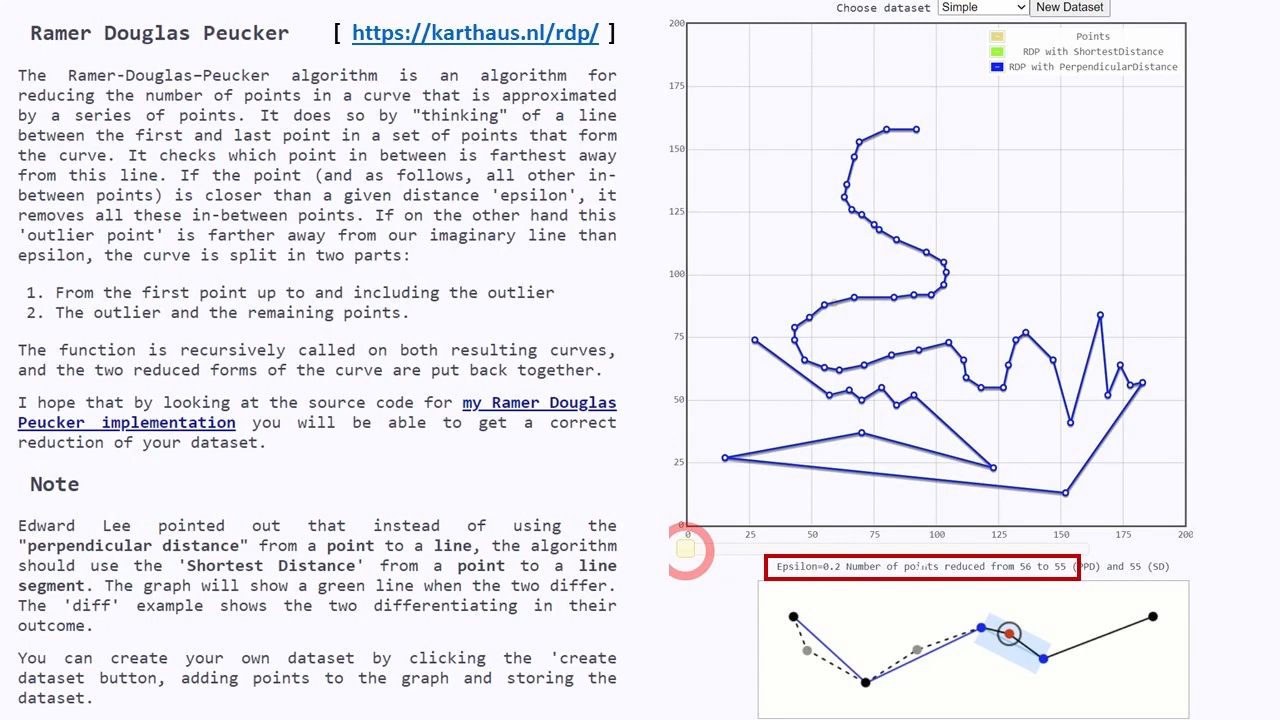 Ramer Douglas Peucker [ https://karthaus.nl/rdp/ ]
The Ramer-Douglas-Peucker algorithm is an algorithm for
reducing the number of points in a curve that is approximated
by a series of points. It does so by "thinking" of a line
between the first and last point in a set of points that form
the curve. It checks which point in between is farthest away
from this line. If the point (and as follows, all other in-
between points) is closer than a given distance 'epsilon', it
removes all these in-between points. If on the other hand this
'outlier point' is farther away from our imaginary line than
epsilon, the curve is split in two parts:
1. From the first point up to and including the outlier
2. The outlier and the remaining points.
The function is recursively called on both resulting curves,
and the two reduced forms of the curve are put back together.
I hope that by looking at the source code for my Ramer Douglas
Peucker implementation you will be able to get a correct
reduction of your dataset.
Note
Edward Lee pointed out that instead of using the
"perpendicular distance" from a point to a line, the algorithm
should use the 'Shortest Distance' from a point to a line
segment. The graph will show a green line when the two differ.
The 'diff' example shows the two differentiating in their
outcome.
You can create your own dataset by clicking the 'create
dataset button, adding points to the graph and storing the
dataset.
Choose dataset Simple New Dataset
Points
RDP with ShortestDistance
RDP with PerpendicularDistance
200
175
150
125
100
75
50
25
0
0 25 50 75 100 125 150 175 200
Epsilon=0.2 Number of points reduced from 56 to 55 (PPD) and 55 (SD)